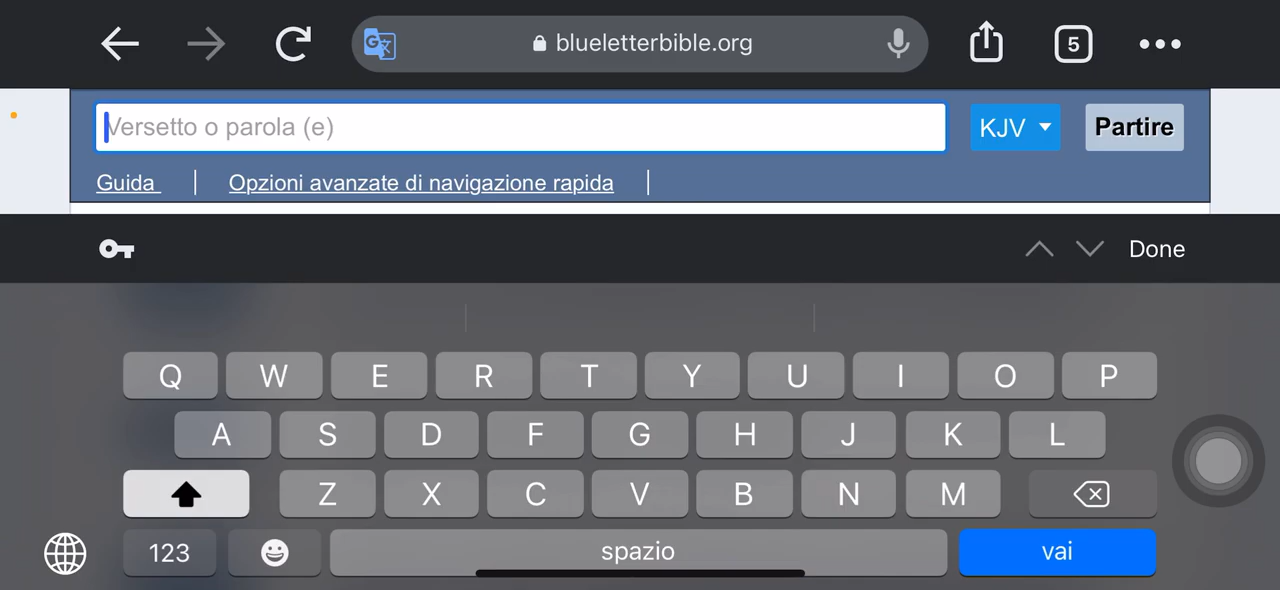 blueletterbible.org 5
Versetto o parola (e) KJV Partire
Guida | Opzioni avanzate di navigazione rapida |
Done
Q W E R T Y U I O P
A S D F G H J K L
Z X C V B N M
123 spazio vai